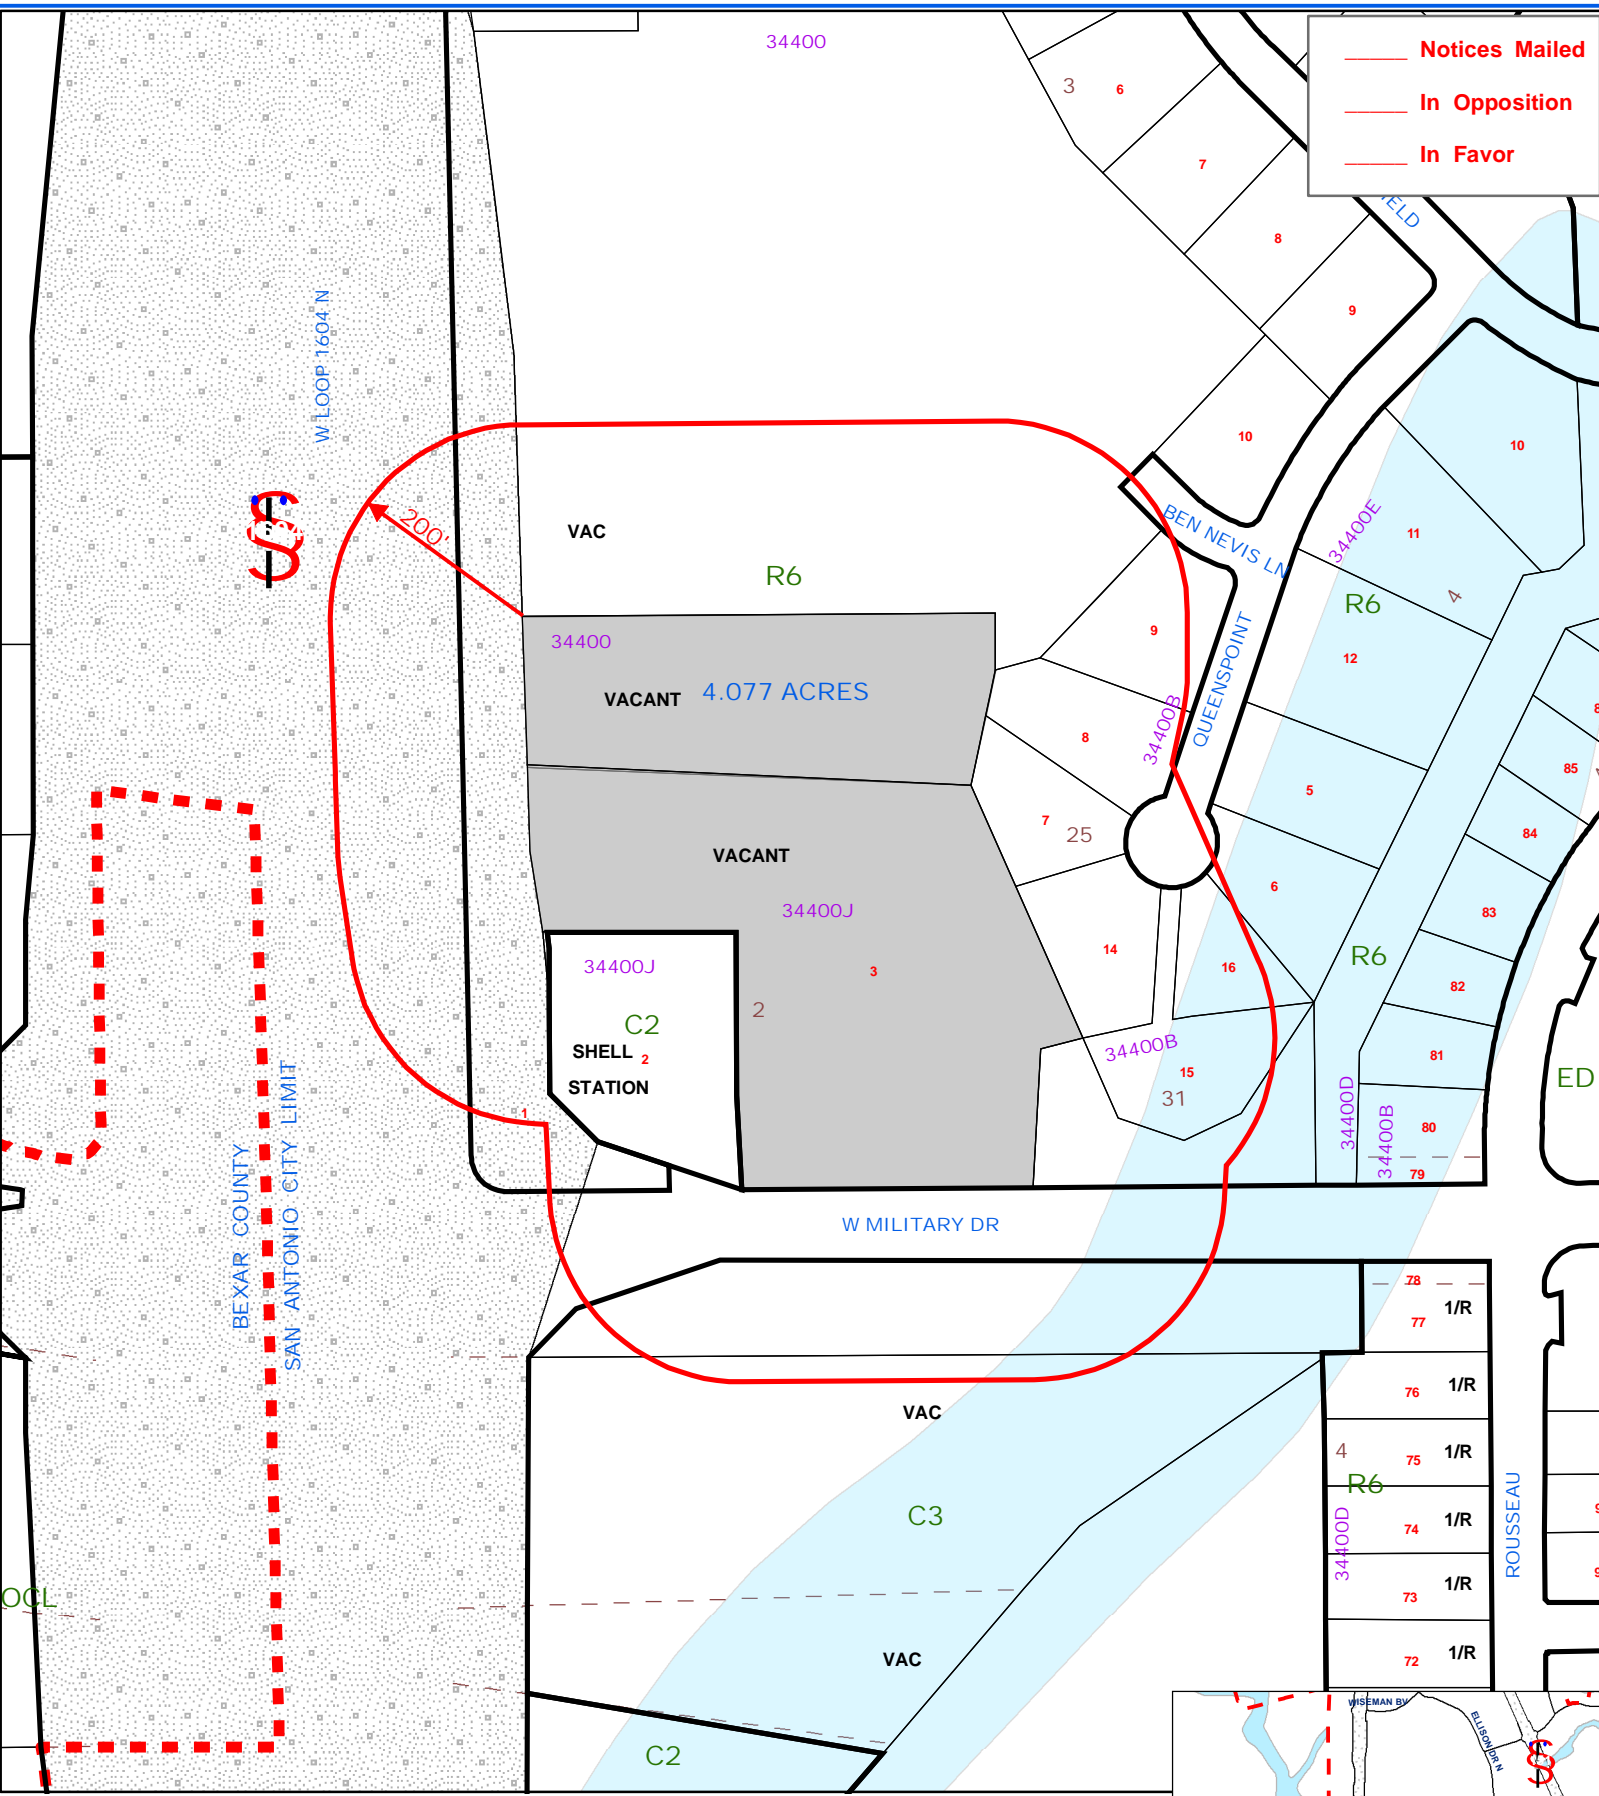 34400
_____ Notices Mailed
_____ In Opposition
_____ In Favor
3
6
7
8
9
10
10
W LOOP 1604 N
200'
VAC
R6
BEN NEVIS LN
34400E
11
4
R6
12
34400
VACANT 4.077 ACRES
9
8
34400B
QUEENSPOINT
7
25
5
85
84
VACANT
34400J
3
6
83
14
16
R6
82
34400J
C2
SHELL 2
STATION
2
34400B
15
31
81
ED
34400D
34400B
80
79
1
BEXAR COUNTY
SAN ANTONIO CITY LIMIT
W MILITARY DR
78
77 1/R
76 1/R
VAC
4
75 1/R
R6
C3
74 1/R
34400D
ROUSSEAU
73 1/R
OCL
VAC
72 1/R
C2
WISEMAN BV
ELLISON DR N